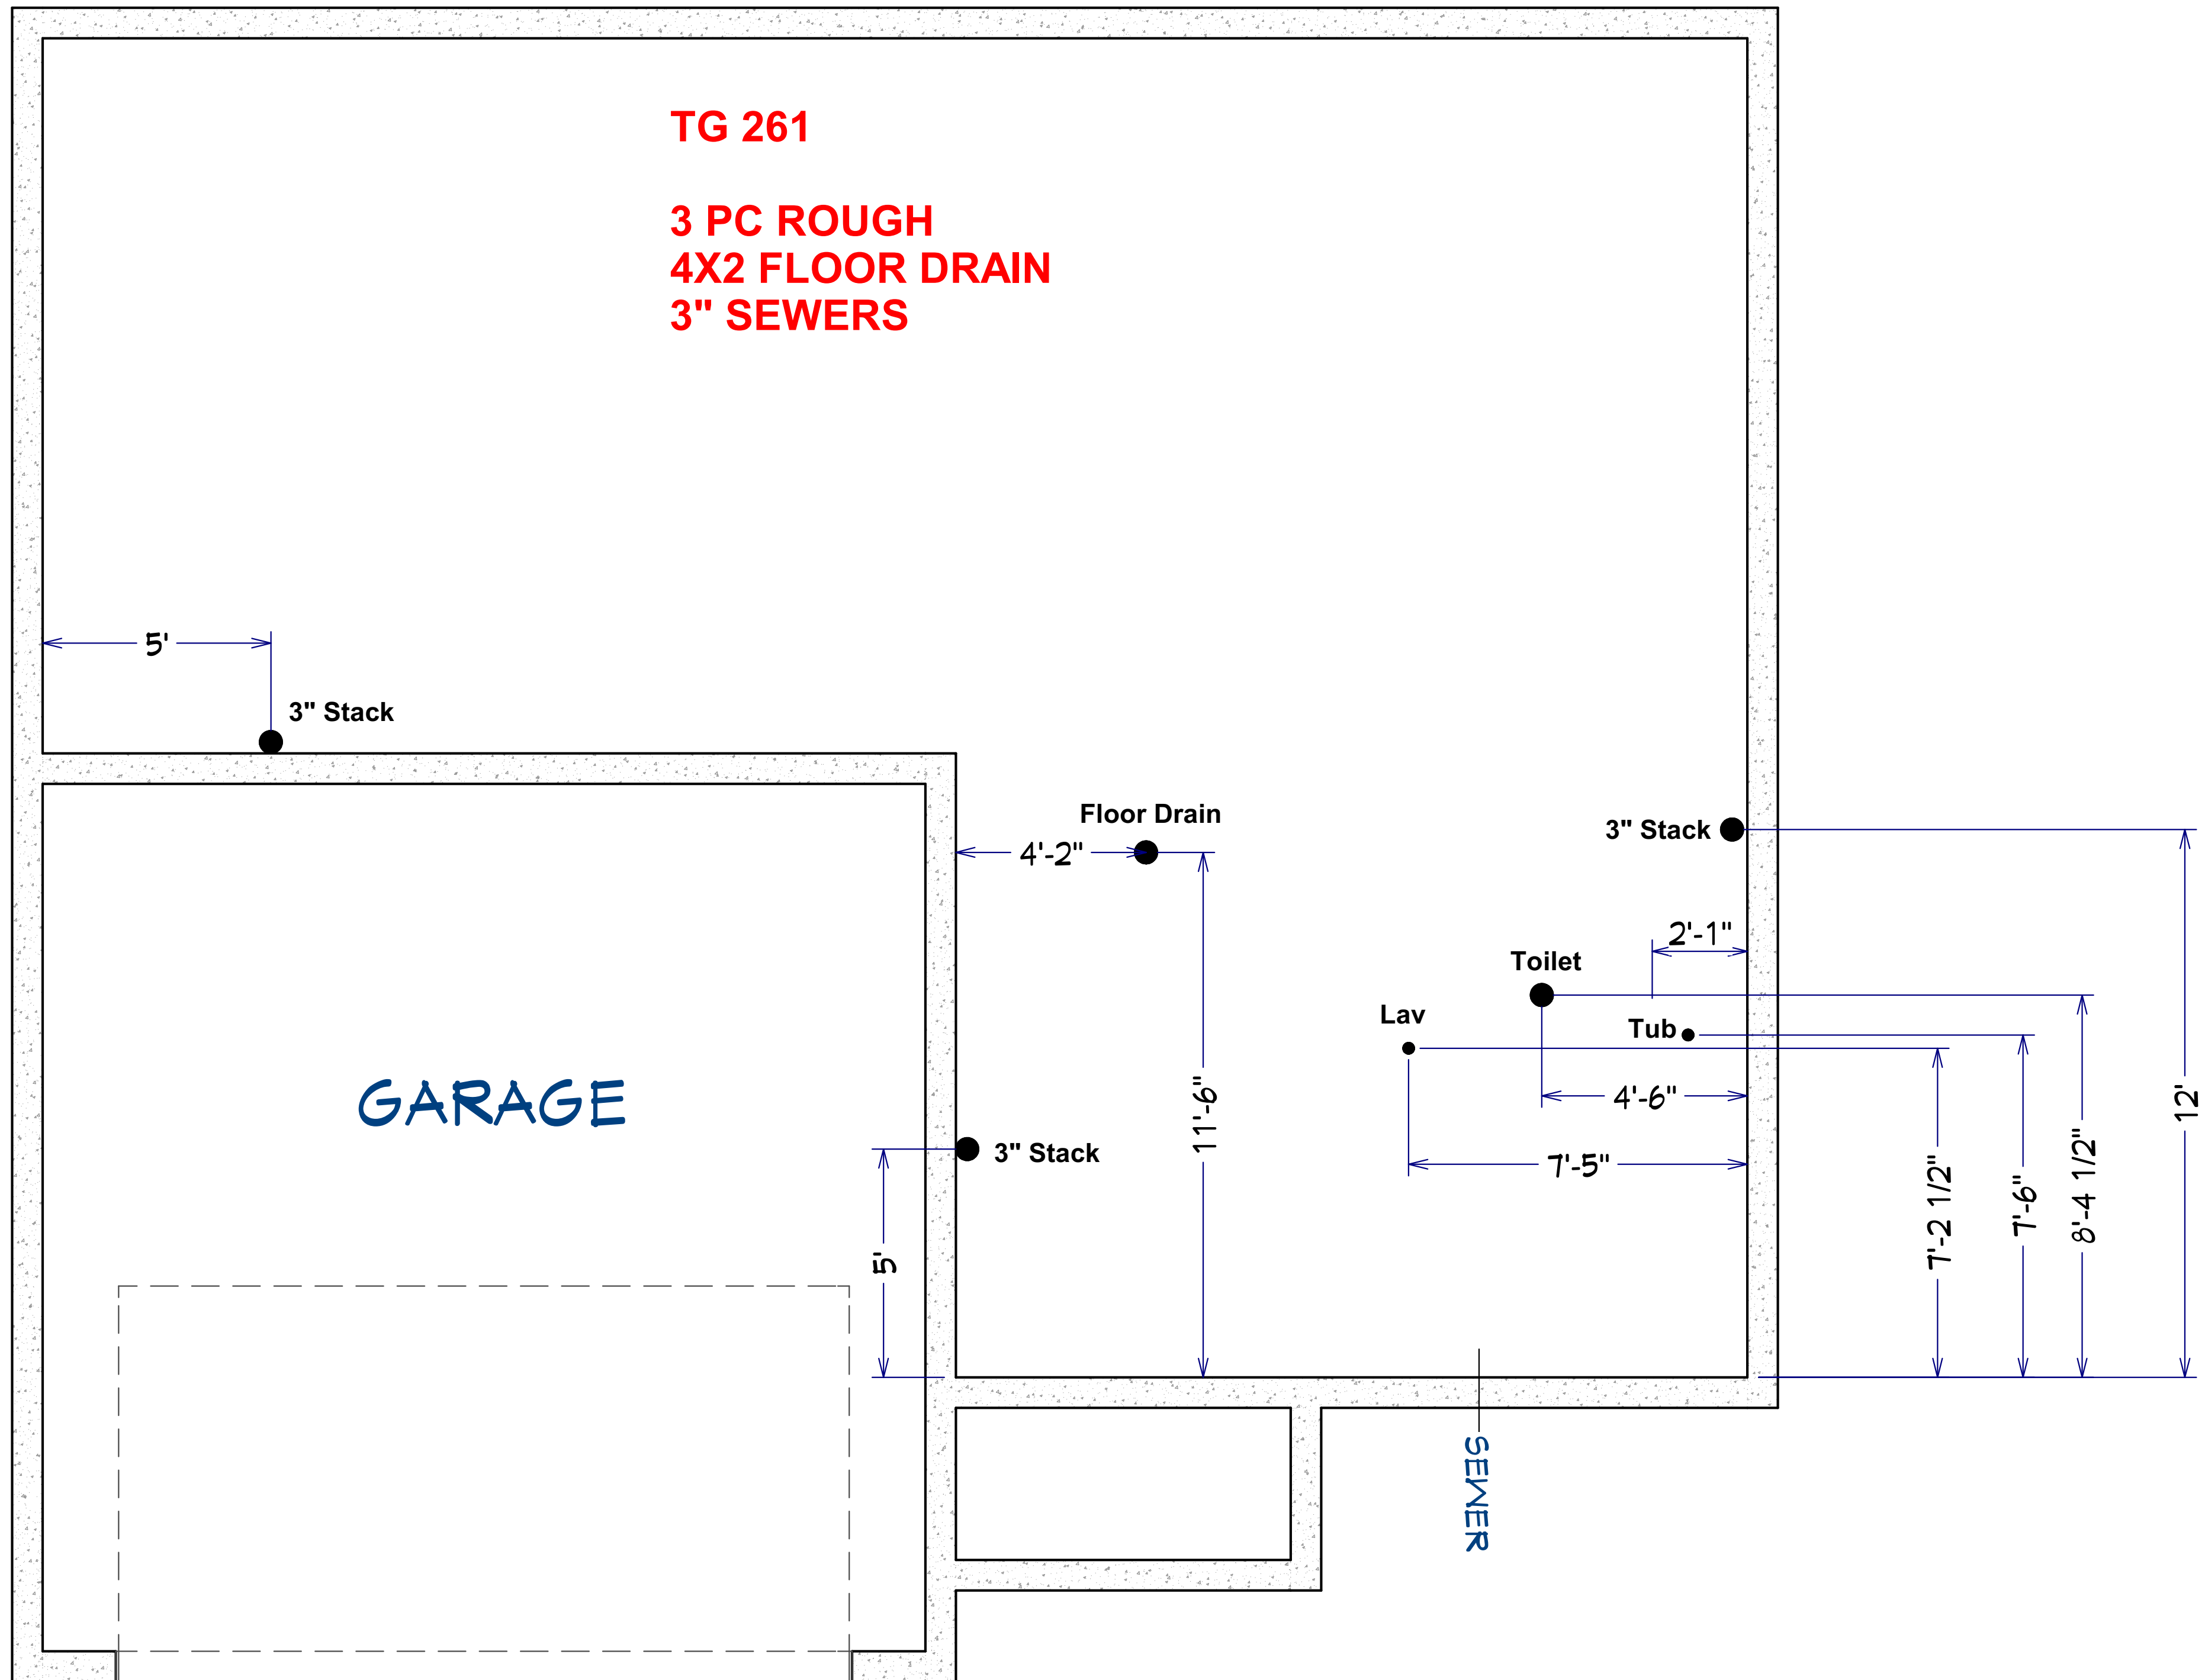 TG 261
3 PC ROUGH
4X2 FLOOR DRAIN
3" SEWERS
5'
3" Stack
Floor Drain
4'-2"
3" Stack
2'-1"
Toilet
Lav
Tub
4'-6"
GARAGE
11'-6"
12'
3" Stack
7'-5"
8'-4 1/2"
7'-2 1/2"
7'-6"
5'
SEWER